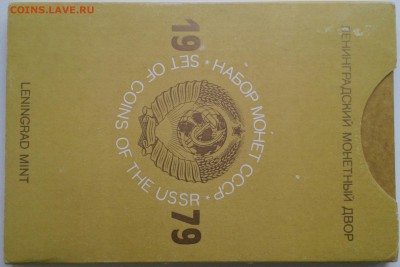 COINS.LAVE.RU
19
НАБОР МОНЕТ СССР · SET OF COINS OF THE USSR ·
79
ЛЕНИНГРАДСКИЙ МОНЕТНЫЙ ДВОР
LENINGRAD MINT